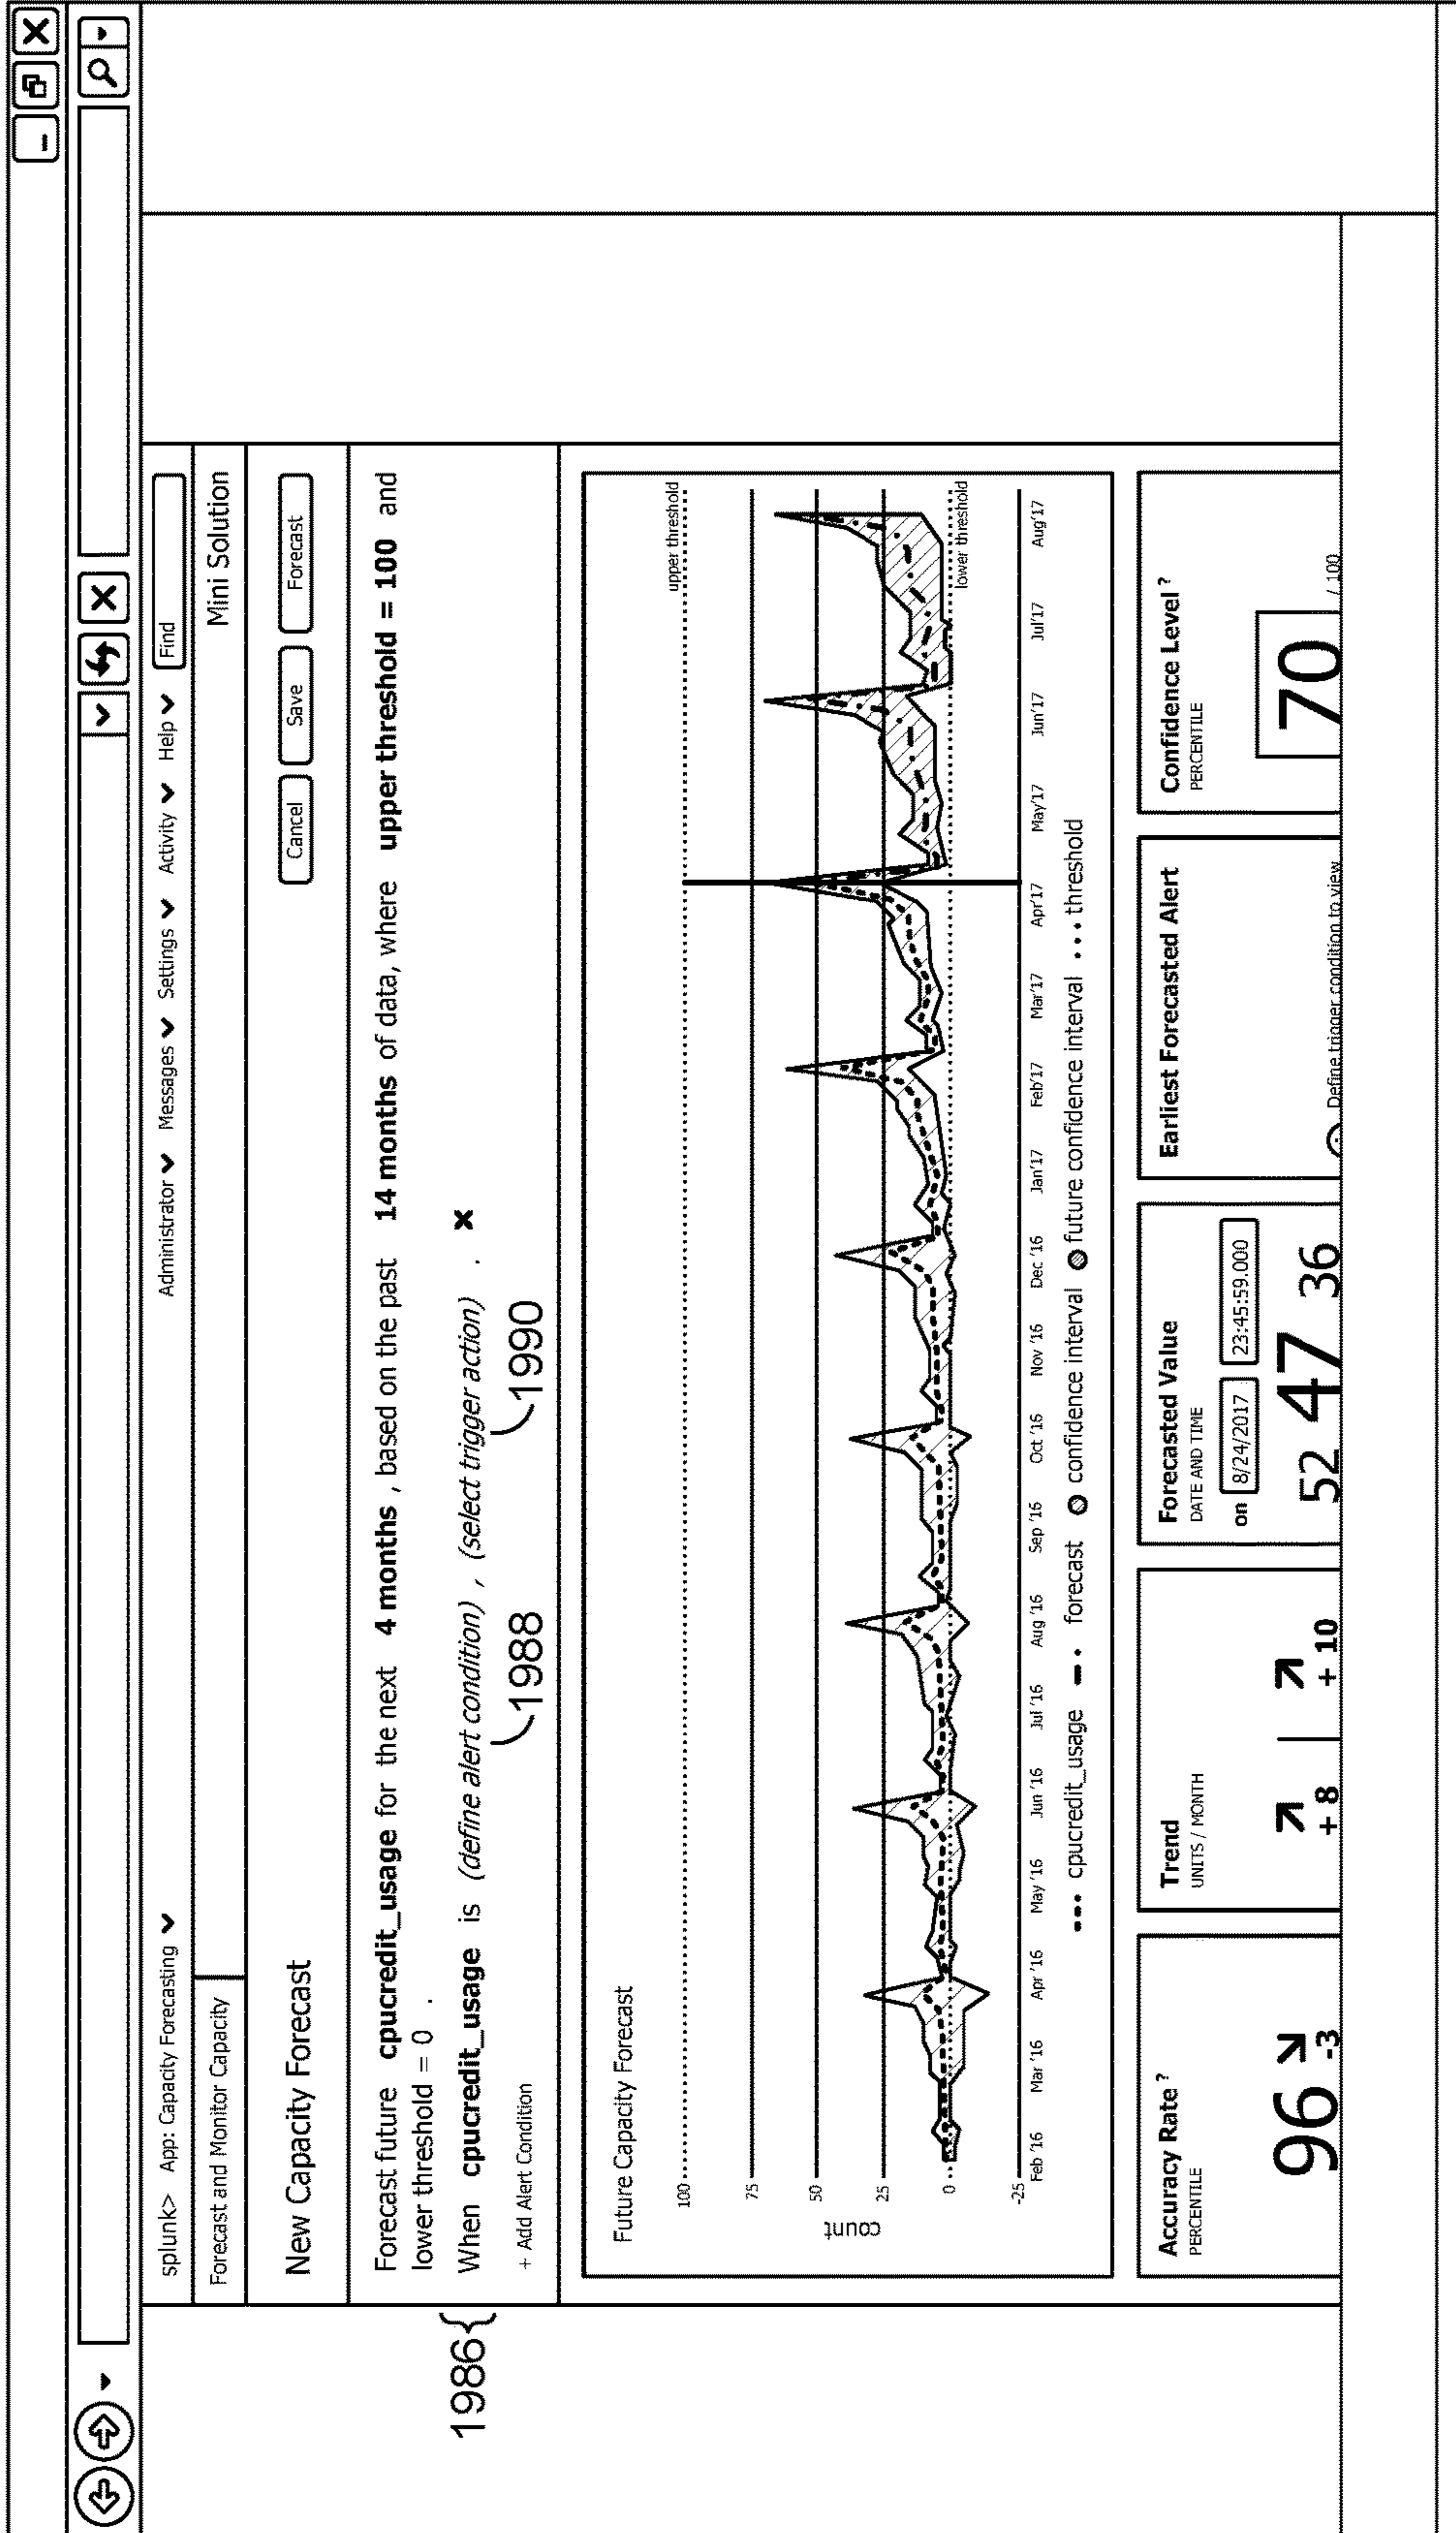 splunk> App: Capacity Forecasting Administrator Messages Settings Activity Help Find
Forecast and Monitor Capacity Mini Solution
New Capacity Forecast Cancel Save Forecast
Forecast future cpucredit_usage for the next 4 months , based on the past 14 months of data, where upper threshold = 100 and
lower threshold = 0 .
1986{ When cpucredit_usage is (define alert condition) , (select trigger action) . x
+ Add Alert Condition 1988 1990
Future Capacity Forecast
upper threshold
100
75
50
25
0
-25
count
lower threshold
Feb '16 Mar '16 Apr '16 May '16 Jun '16 Jul '16 Aug '16 Sep '16 Oct '16 Nov '16 Dec '16 Jan'17 Feb'17 Mar'17 Apr'17 May'17 Jun'17 Jul'17 Aug'17
cpucredit_usage forecast confidence interval future confidence interval threshold
Accuracy Rate ? Trend Forecasted Value Earliest Forecasted Alert Confidence Level ?
PERCENTILE UNITS / MONTH DATE AND TIME PERCENTILE
on 8/24/2017 23:45:59.000
96 -3 +8 +10 52 47 36 Define trigger condition to view 70 / 100